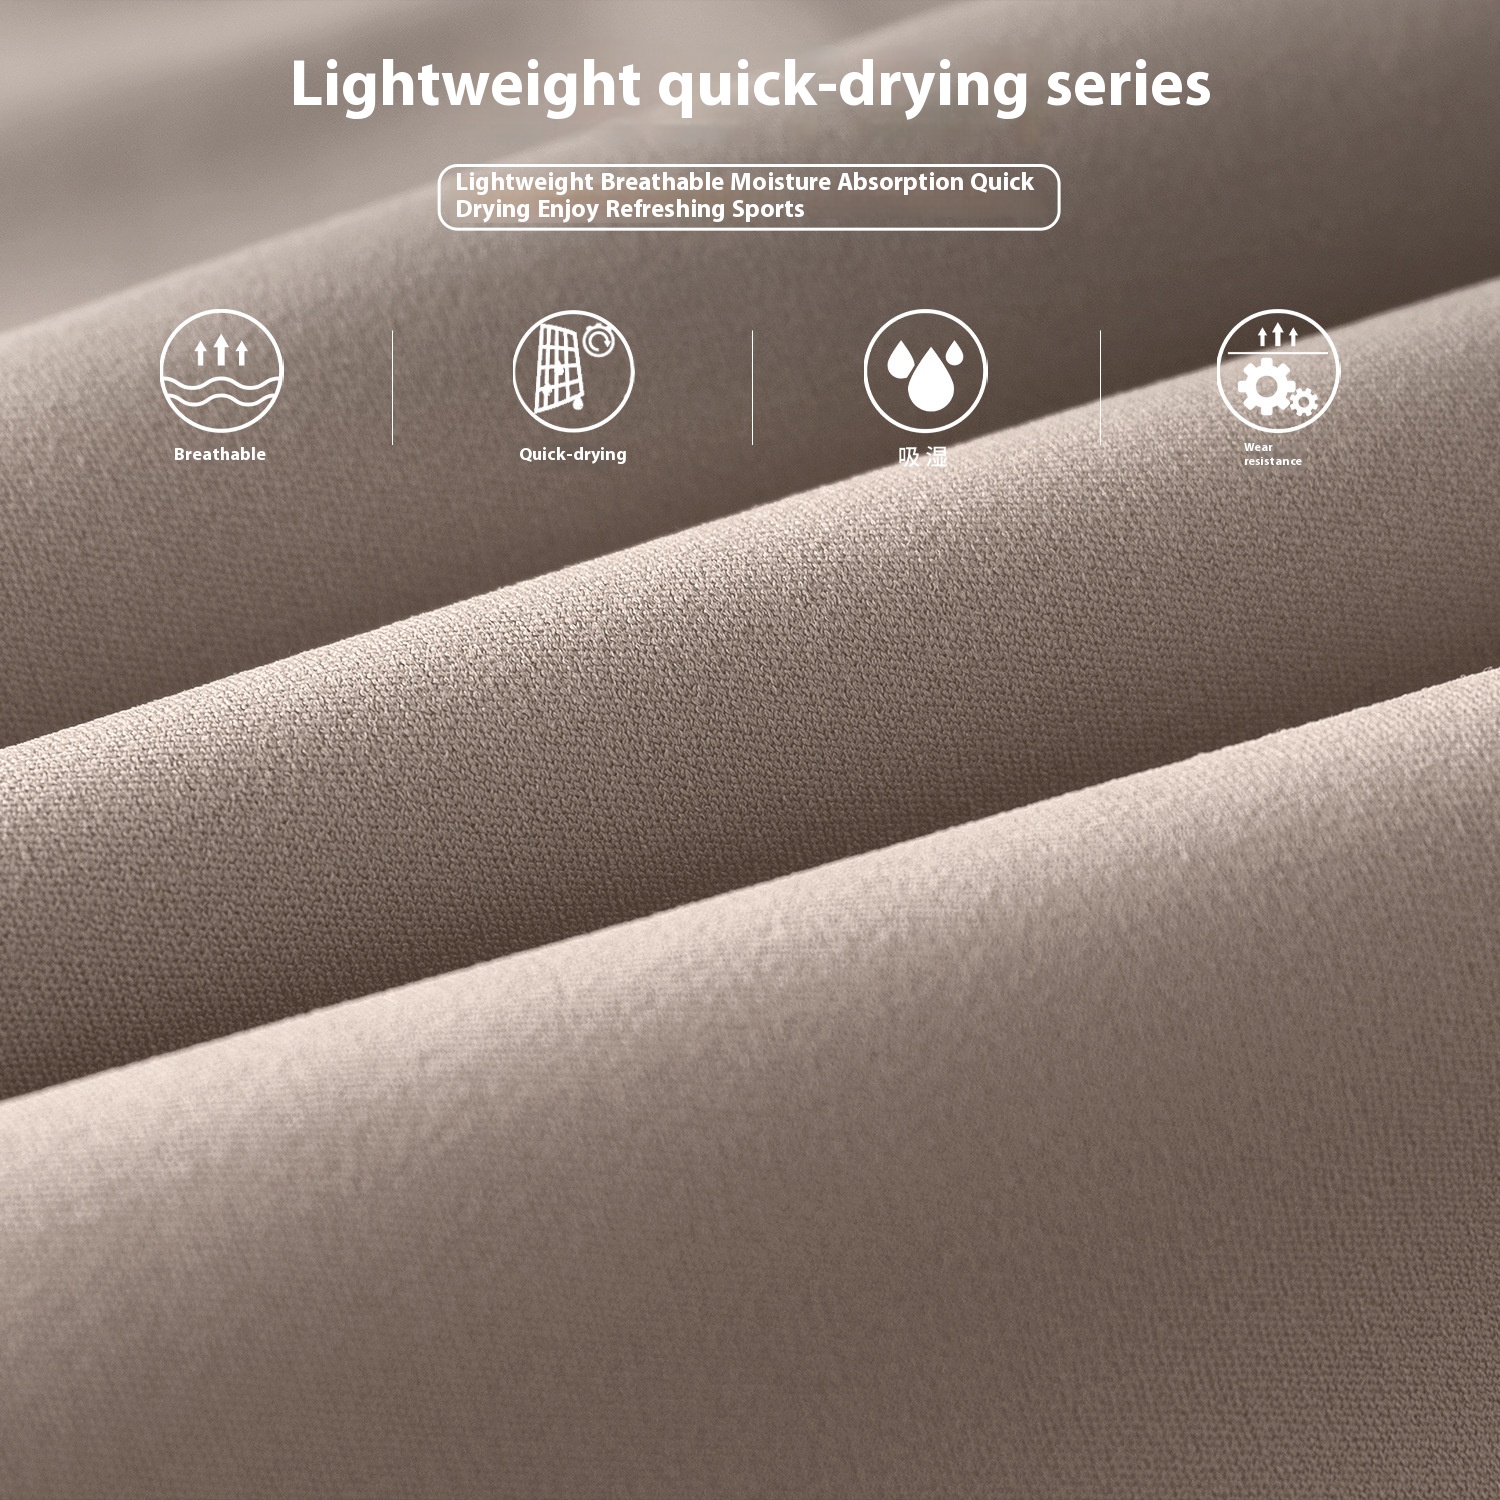 Lightweight quick-drying series
Lightweight Breathable Moisture Absorption Quick
Drying Enjoy Refreshing Sports
Breathable
Quick-drying
吸湿
Wear
resistance